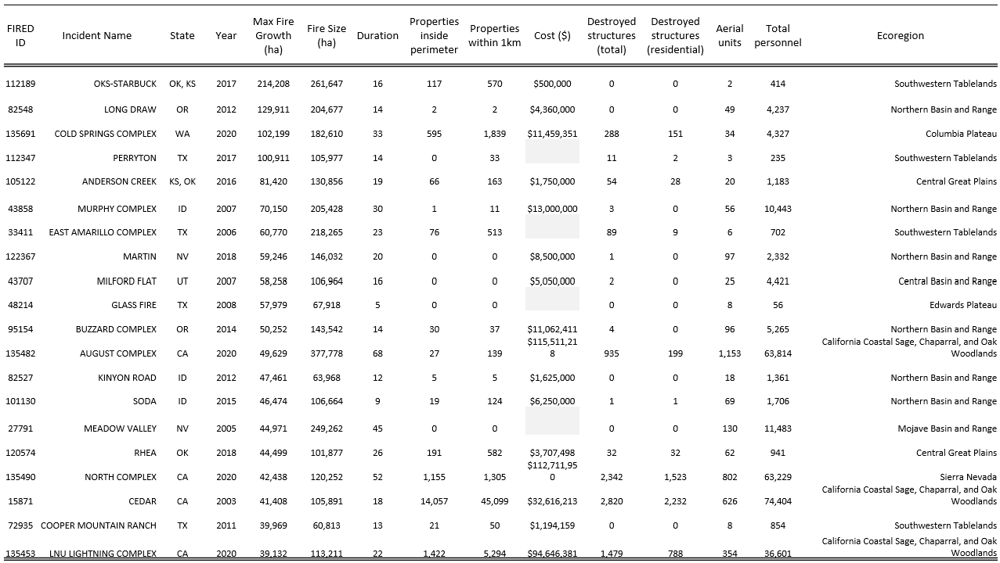 FIRED ID Incident Name State Year Max Fire Growth (ha) Fire Size (ha) Duration Properties inside perimeter Properties within 1km Cost ($) Destroyed structures (total) Destroyed structures (residential) Aerial units Total personnel Ecoregion
112189 OKS-STARBUCK OK, KS 2017 214,208 261,647 16 117 570 $500,000 0 0 2 414 Southwestern Tablelands
82548 LONG DRAW OR 2012 129,911 204,677 14 2 2 $4,360,000 0 0 49 4,237 Northern Basin and Range
135691 COLD SPRINGS COMPLEX WA 2020 102,199 182,610 33 595 1,839 $11,459,351 288 151 34 4,327 Columbia Plateau
112347 PERRYTON TX 2017 100,911 105,977 14 0 33 11 2 3 235 Southwestern Tablelands
105122 ANDERSON CREEK KS, OK 2016 81,420 130,856 19 66 163 $1,750,000 54 28 20 1,183 Central Great Plains
43858 MURPHY COMPLEX ID 2007 70,150 205,428 30 1 11 $13,000,000 3 0 56 10,443 Northern Basin and Range
33411 EAST AMARILLO COMPLEX TX 2006 60,770 218,265 23 76 513 89 9 6 702 Southwestern Tablelands
122367 MARTIN NV 2018 59,246 146,032 20 0 0 $8,500,000 1 0 97 2,332 Northern Basin and Range
43707 MILFORD FLAT UT 2007 58,258 106,964 16 0 0 $5,050,000 2 0 25 4,421 Central Basin and Range
48214 GLASS FIRE TX 2008 57,979 67,918 5 0 0 0 0 8 56 Edwards Plateau
95154 BUZZARD COMPLEX OR 2014 50,252 143,542 14 30 37 $11,062,411 4 0 96 5,265 Northern Basin and Range
135482 AUGUST COMPLEX CA 2020 49,629 377,778 68 27 139 $115,511,218 935 199 1,153 63,814 California Coastal Sage, Chaparral, and Oak Woodlands
82527 KINYON ROAD ID 2012 47,461 63,968 12 5 5 $1,625,000 0 0 18 1,361 Northern Basin and Range
101130 SODA ID 2015 46,474 106,664 9 19 124 $6,250,000 1 1 69 1,706 Northern Basin and Range
27791 MEADOW VALLEY NV 2005 44,971 249,262 45 0 0 0 0 130 11,483 Mojave Basin and Range
120574 RHEA OK 2018 44,499 101,877 26 191 582 $3,707,498 32 32 62 941 Central Great Plains
135490 NORTH COMPLEX CA 2020 42,438 120,252 52 1,155 1,305 $112,711,950 2,342 1,523 802 63,229 Sierra Nevada
15871 CEDAR CA 2003 41,408 105,891 18 14,057 45,099 $32,616,213 2,820 2,232 626 74,404 California Coastal Sage, Chaparral, and Oak Woodlands
72935 COOPER MOUNTAIN RANCH TX 2011 39,969 60,813 13 21 50 $1,194,159 0 0 8 854 Southwestern Tablelands
135453 LNU LIGHTNING COMPLEX CA 2020 39,132 113,211 22 1,422 5,294 $94,646,381 1,479 788 354 36,601 California Coastal Sage, Chaparral, and Oak Woodlands